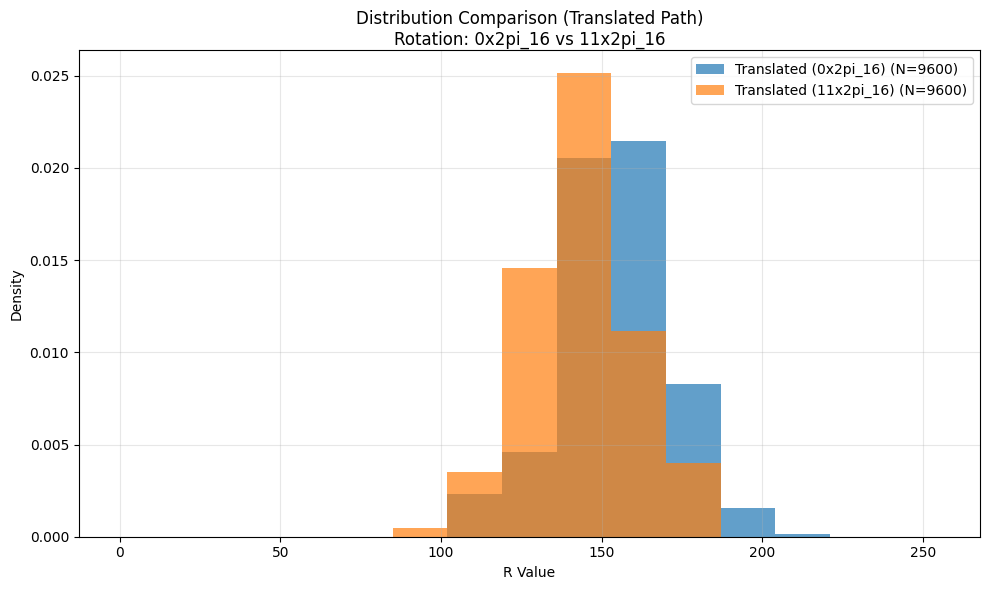 Distribution Comparison (Translated Path)
Rotation: 0x2pi_16 vs 11x2pi_16
Translated (0x2pi_16) (N=9600)
Translated (11x2pi_16) (N=9600)
Density
0.025
0.020
0.015
0.010
0.005
0.000
0 50 100 150 200 250
R Value